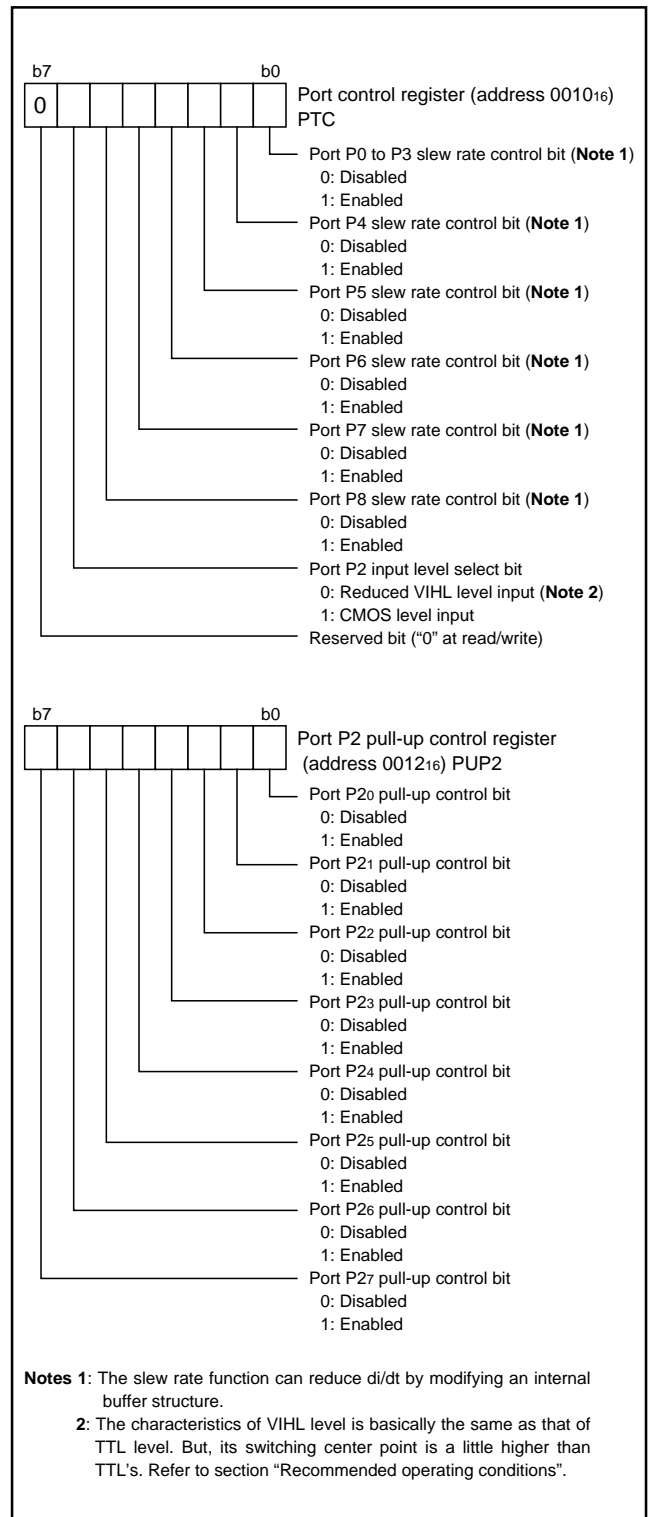 b7 b0
0
Port control register (address 0010₁₆)
PTC
Port P0 to P3 slew rate control bit (Note 1)
0: Disabled
1: Enabled
Port P4 slew rate control bit (Note 1)
0: Disabled
1: Enabled
Port P5 slew rate control bit (Note 1)
0: Disabled
1: Enabled
Port P6 slew rate control bit (Note 1)
0: Disabled
1: Enabled
Port P7 slew rate control bit (Note 1)
0: Disabled
1: Enabled
Port P8 slew rate control bit (Note 1)
0: Disabled
1: Enabled
Port P2 input level select bit
0: Reduced VIHL level input (Note 2)
1: CMOS level input
Reserved bit (“0” at read/write)
b7 b0
Port P2 pull-up control register
(address 0012₁₆) PUP2
Port P2₀ pull-up control bit
0: Disabled
1: Enabled
Port P2₁ pull-up control bit
0: Disabled
1: Enabled
Port P2₂ pull-up control bit
0: Disabled
1: Enabled
Port P2₃ pull-up control bit
0: Disabled
1: Enabled
Port P2₄ pull-up control bit
0: Disabled
1: Enabled
Port P2₅ pull-up control bit
0: Disabled
1: Enabled
Port P2₆ pull-up control bit
0: Disabled
1: Enabled
Port P2₇ pull-up control bit
0: Disabled
1: Enabled
Notes 1: The slew rate function can reduce di/dt by modifying an internal
buffer structure.
2: The characteristics of VIHL level is basically the same as that of
TTL level. But, its switching center point is a little higher than
TTL's. Refer to section “Recommended operating conditions”.